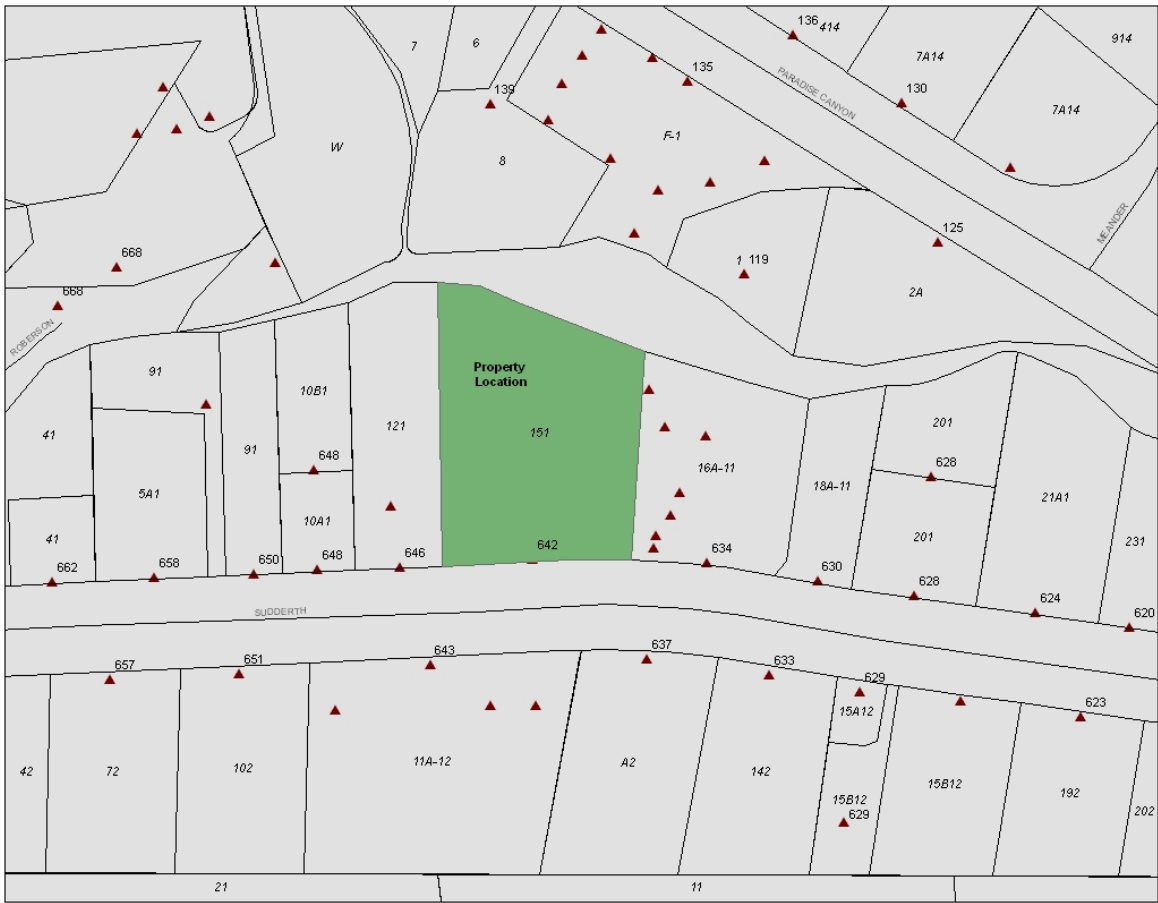 136
414
914
7
6
7A14
135
PARADISE CANYON
139
130
7A14
F-1
W
8
MEANDER
125
668
1
119
2A
668
ROBERSON
Property
Location
91
10B1
121
151
201
41
91
648
16A-11
628
5A1
18A-11
21A1
10A1
41
642
201
231
662
658
650
648
646
634
630
628
624
620
SUDDERTH
657
651
643
637
633
629
623
15A12
42
72
102
11A-12
A2
142
15B12
15B12
192
629
202
21
11